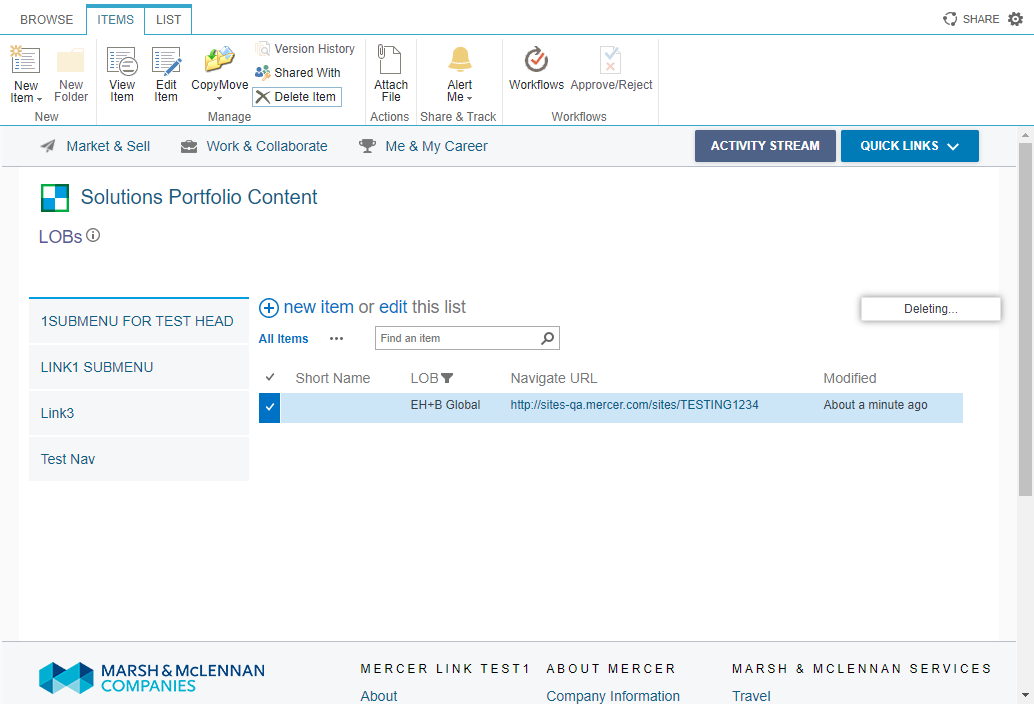 BROWSE ITEMS LIST SHARE
New Item New Folder View Item Edit Item CopyMove Version History Shared With Delete Item Attach File Alert Me Workflows Approve/Reject
New Manage Actions Share & Track Workflows
Market & Sell Work & Collaborate Me & My Career ACTIVITY STREAM QUICK LINKS
Solutions Portfolio Content
LOBs
1SUBMENU FOR TEST HEAD
LINK1 SUBMENU
Link3
Test Nav
new item or edit this list
Deleting...
All Items ••• Find an item
Short Name LOB Navigate URL Modified
EH+B Global http://sites-qa.mercer.com/sites/TESTING1234 About a minute ago
MARSH & McLENNAN
COMPANIES
MERCER LINK TEST1 ABOUT MERCER MARSH & MCLENNAN SERVICES
About Company Information Travel